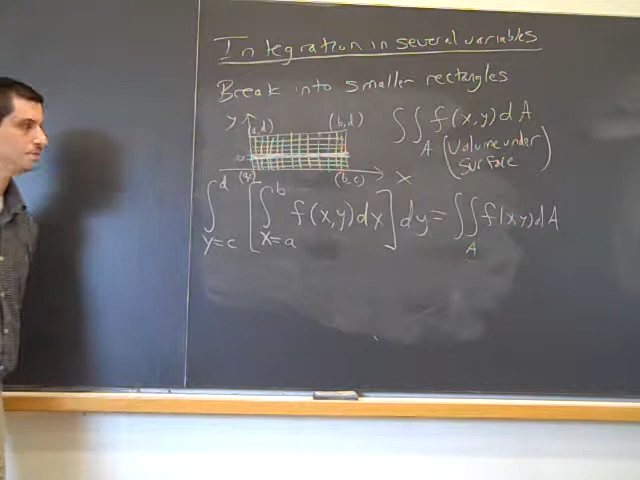 Integration in several variables
Break into smaller rectangles
y (a,d) (b,d)
∫∫ f(x,y) dA
A (Volume under
Surface)
(b,c) x
∫ d y=c [ ∫ b x=a f(x,y) dx ] dy = ∫∫ A f(x,y) dA